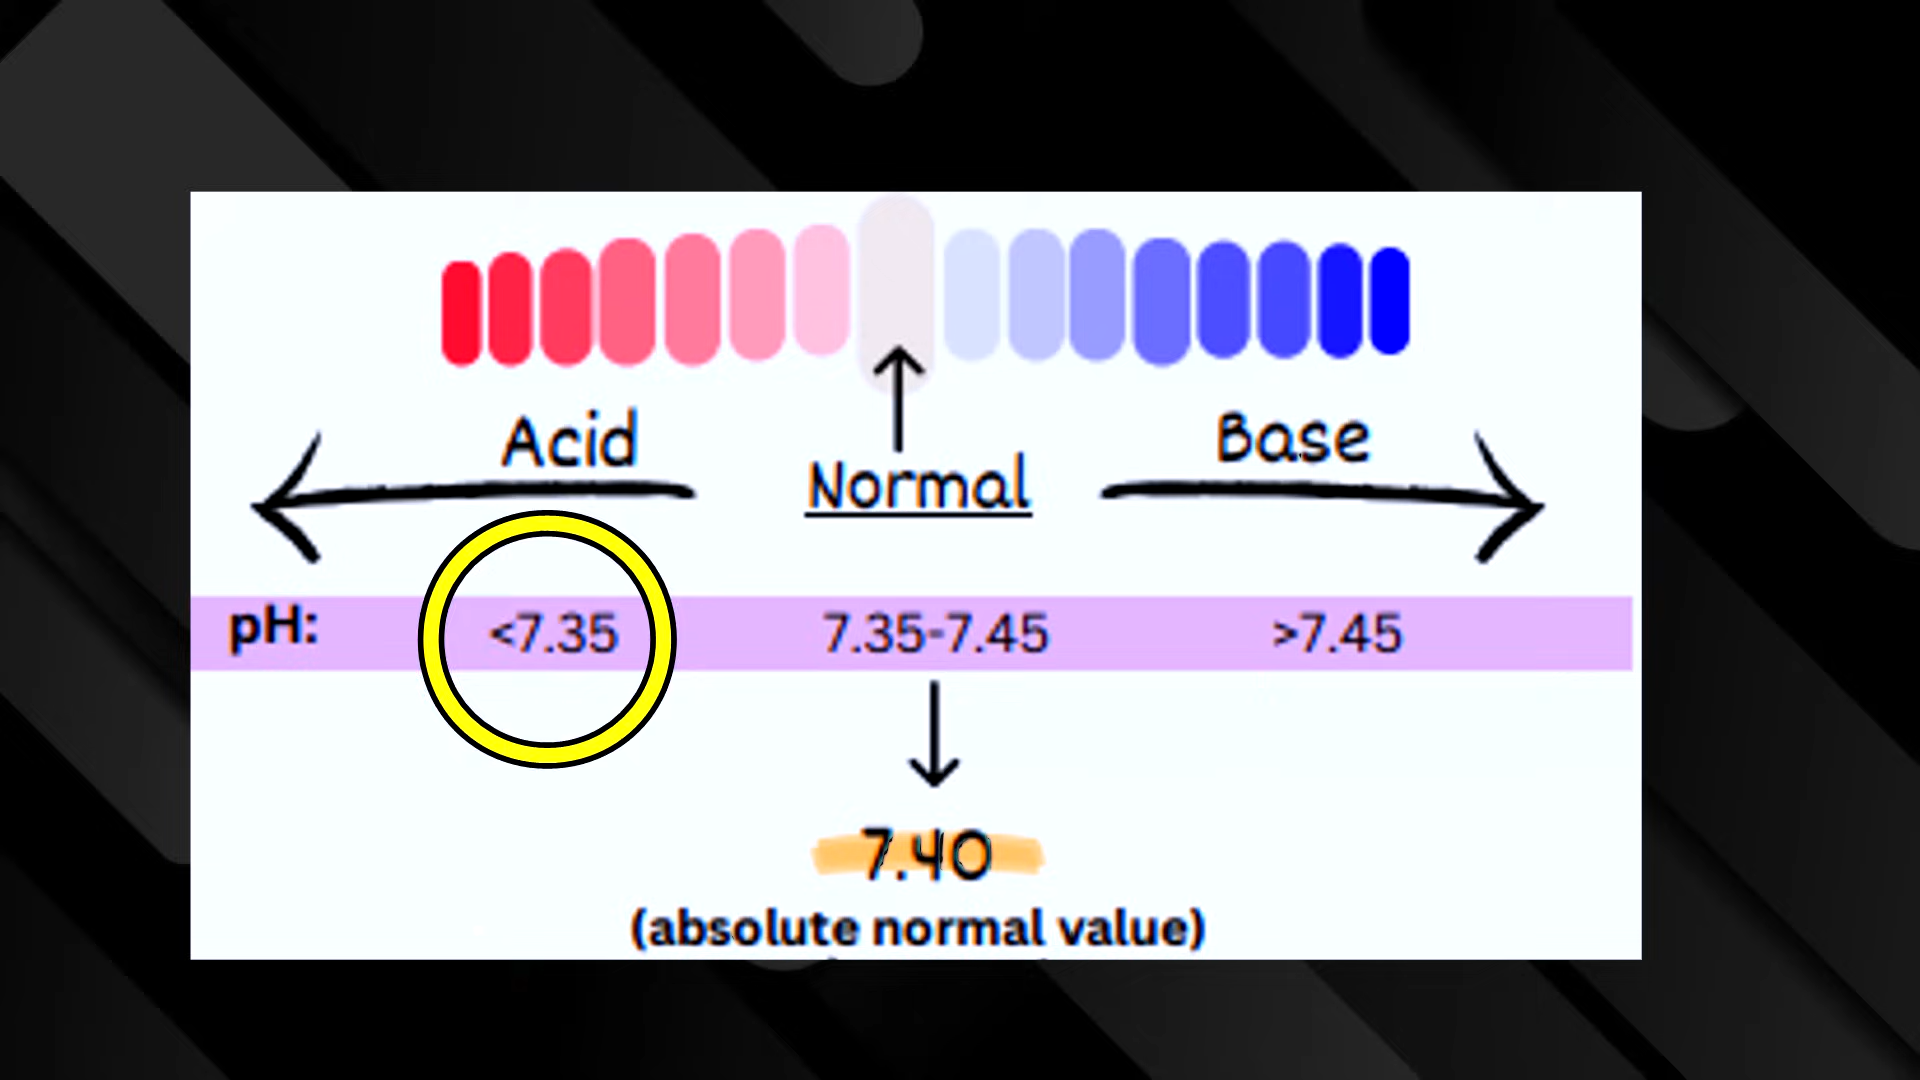 Acid
Normal
Base
pH: <7.35 7.35-7.45 >7.45
7.40
(absolute normal value)